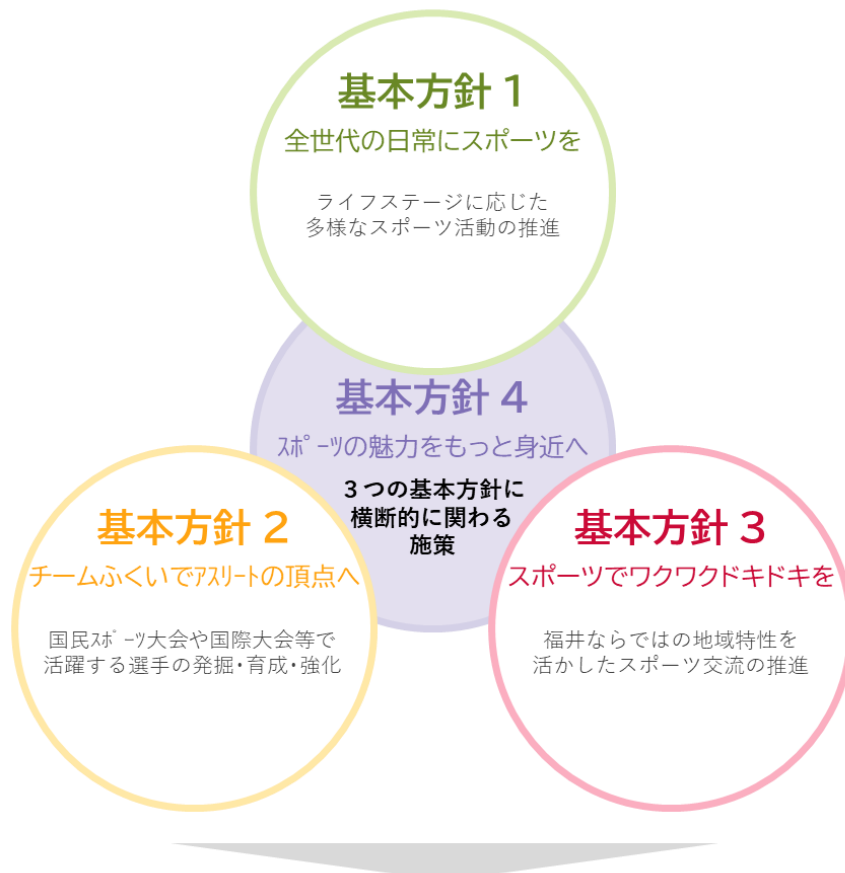 基本方針 1
全世代の日常にスポーツを
ライフステージに応じた
多様なスポーツ活動の推進
基本方針 4
ｽﾎﾟｰﾂの魅力をもっと身近へ
３つの基本方針に
横断的に関わる
施策
基本方針 2
チームふくいでｱｽﾘｰﾄの頂点へ
国民ｽﾎﾟｰﾂ大会や国際大会等で
活躍する選手の発掘・育成・強化
基本方針 3
スポーツでワクワクドキドキを
福井ならではの地域特性を
活かしたスポーツ交流の推進